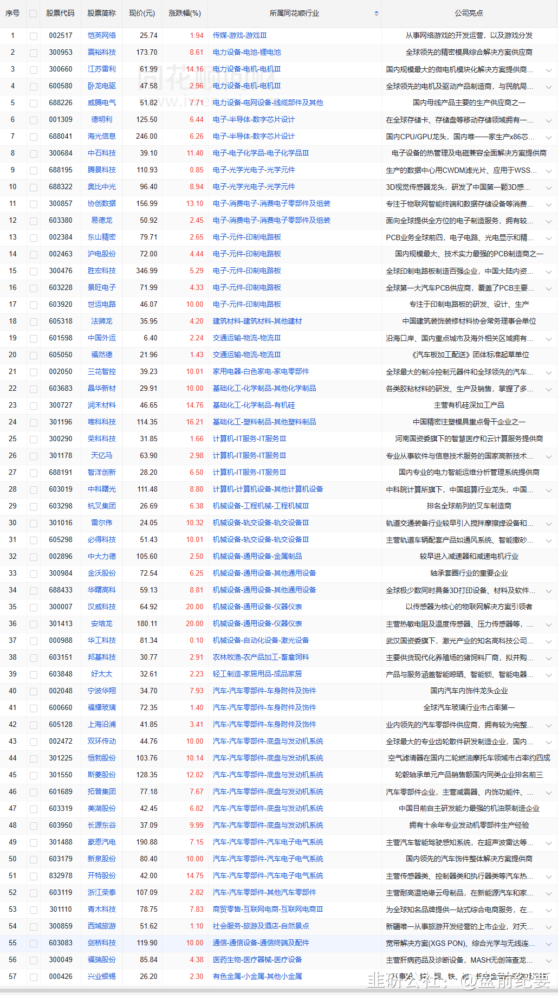 序号 股票代码 股票简称 现价(元) 涨跌幅(%) 所属同花顺行业 公司亮点
1 002517 恺英网络 25.74 1.94 传媒-游戏-游戏Ⅲ 从事网络游戏的开发运营，以及游戏分发
2 300953 震裕科技 173.70 8.61 电力设备-电池-锂电池 全球领先的精密模具综合解决方案供应商
3 300660 江苏雷利 61.99 14.16 电力设备-电机-电机Ⅲ 国内规模最大的微电机模块化解决方案提供商...
4 600580 卧龙电驱 47.58 2.96 电力设备-电机-电机Ⅲ 全球领先的电机及驱动产品制造商，与民航局...
5 688226 威腾电气 51.82 7.71 电力设备-电网设备-线缆部件及其他 国内母线产品主要的生产供应商之一
6 001309 德明利 125.50 6.44 电子-半导体-数字芯片设计 在全球存储卡、存储盘等移动存储领域拥有一...
7 688041 海光信息 246.00 6.26 电子-半导体-数字芯片设计 国内CPU/GPU龙头，国内唯一一家生产x86芯...
8 300684 中石科技 39.10 11.40 电子-电子化学品-电子化学品Ⅲ 电子设备的热管理及电磁兼容全面解决方案提供商
9 688195 腾景科技 110.93 0.85 电子-光学光电子-光学元件 生产的数据中心用CWDM滤光片、应用于WSS...
10 688322 奥比中光 96.40 8.94 电子-光学光电子-光学元件 3D视觉传感器龙头，研发了中国第一颗3D感...
11 300857 协创数据 156.99 13.10 电子-消费电子-消费电子零部件及组装 专注于物联网智能终端和数据存储设备等消费...
12 603380 易德龙 50.92 2.45 电子-消费电子-消费电子零部件及组装 面向全球提供全方位的电子制造服务，拥有较...
13 002384 东山精密 79.71 2.65 电子-元件-印制电路板 PCB业务全球前四，电子电路、光电显示和精...
14 002463 沪电股份 72.00 4.44 电子-元件-印制电路板 国内规模最大、技术实力最强的PCB制造商之一
15 300476 胜宏科技 346.99 5.29 电子-元件-印制电路板 全球印制电路板制造百强企业，中国大陆内资...
16 603228 景旺电子 71.99 4.33 电子-元件-印制电路板 全球第一大汽车PCB供应商，覆盖了PCB主要...
17 603920 世运电路 46.07 10.00 电子-元件-印制电路板 专注于印制电路板的研发、设计、生产
18 605318 法狮龙 35.95 4.20 建筑材料-建筑材料-其他建材 中国建筑装饰装修材料协会常务理事会单位
19 601598 中国外运 6.40 2.24 交通运输-物流-物流Ⅲ 沿海口岸、国内重点城市及海外相关区域拥有...
20 605050 福然德 21.96 1.43 交通运输-物流-物流Ⅲ 《汽车板加工配送》团体标准起草单位
21 002050 三花智控 39.23 10.01 家用电器-白色家电-家电零部件 全球最大的制冷控制元器件和全球领先的汽车...
22 603683 晶华新材 29.91 10.00 基础化工-化学制品-其他化学制品 各类胶粘材料的研发、生产及销售，掌握了多...
23 300727 润禾材料 46.65 14.76 基础化工-化学制品-有机硅 主营有机硅深加工产品
24 301196 唯科科技 114.35 16.21 基础化工-塑料制品-其他塑料制品 中国精密注塑模具重点骨干企业之一
25 300290 荣科科技 31.85 1.66 计算机-IT服务-IT服务Ⅲ 河南国资委旗下的智慧医疗和云计算服务提供商
26 301178 天亿马 63.90 2.98 计算机-IT服务-IT服务Ⅲ 专业从事软件与信息技术服务的国家高新技术...
27 688191 智洋创新 28.20 6.50 计算机-IT服务-IT服务Ⅲ 国内专业的电力智能运维分析管理系统提供商
28 603019 中科曙光 111.48 8.80 计算机-计算机设备-其他计算机设备 中科院计算所旗下，中国超算行业龙头，中国...
29 603298 杭叉集团 26.69 6.38 机械设备-工程机械-工程机械Ⅲ 排名全球前列的叉车制造商
30 301016 雷尔伟 24.05 10.32 机械设备-轨交设备-轨交设备Ⅲ 轨道交通装备行业较早引入搅拌摩擦焊设备和...
31 605298 必得科技 51.43 10.01 机械设备-轨交设备-轨交设备Ⅲ 主营轨道车辆配套产品如通风系统、智能撒砂...
32 002896 中大力德 105.60 2.50 机械设备-通用设备-金属制品 较早进入减速器和减速电机行业
33 300984 金沃股份 72.54 6.25 机械设备-通用设备-其他通用设备 轴承套圈行业的重要企业
34 688433 华曙高科 59.13 8.81 机械设备-通用设备-其他通用设备 全球极少数同时具备3D打印设备、材料及软件...
35 300007 汉威科技 64.92 20.00 机械设备-通用设备-仪器仪表 以传感器为核心的物联网解决方案引领者
36 301413 安培龙 180.11 20.00 机械设备-通用设备-仪器仪表 主营热敏电阻及温度传感器、压力传感器等，...
37 000988 华工科技 81.34 0.10 机械设备-自动化设备-激光设备 武汉国资委旗下，激光产业的知名高科技公司...
38 603151 邦基科技 30.77 2.91 农林牧渔-农产品加工-畜禽饲料 主要供货现代化养殖场的猪饲料厂商，拟并购...
39 603848 好太太 32.61 2.23 轻工制造-家居用品-成品家居 产品与服务涵盖智能晾晒、智能锁、智能电器...
40 002048 宁波华翔 34.70 7.93 汽车-汽车零部件-车身附件及饰件 国内汽车内饰件龙头企业
41 600660 福耀玻璃 72.35 1.40 汽车-汽车零部件-车身附件及饰件 全球汽车玻璃行业市占率第一
42 605128 上海沿浦 41.85 3.41 汽车-汽车零部件-车身附件及饰件 业内领先的汽车零部件供应商，拥有较为完整...
43 002472 双环传动 44.76 10.00 汽车-汽车零部件-底盘与发动机系统 全球最大的专业齿轮散件研发制造企业，国内...
44 301225 恒勃股份 103.76 10.14 汽车-汽车零部件-底盘与发动机系统 空气滤清器在国内二轮燃油摩托车领域市占率约四成
45 301550 斯菱股份 128.35 12.02 汽车-汽车零部件-底盘与发动机系统 轮毂轴承单元产品销售额国内同类企业排名前三
46 601689 拓普集团 77.18 7.67 汽车-汽车零部件-底盘与发动机系统 汽车零部件企业，主营减震器、内饰功能件、...
47 603319 美湖股份 42.45 6.82 汽车-汽车零部件-底盘与发动机系统 中国目前自主研发能力最强的机油泵制造企业
48 603950 长源东谷 37.09 9.99 汽车-汽车零部件-底盘与发动机系统 拥有十余年专业发动机零部件生产经验
49 301488 豪恩汽电 190.88 7.15 汽车-汽车零部件-汽车电子电气系统 主营汽车智能驾驶感知系统，在超声波雷达等...
50 603179 新泉股份 80.40 10.00 汽车-汽车零部件-汽车电子电气系统 国内领先的汽车饰件整体解决方案提供商
51 832978 开特股份 42.00 14.75 汽车-汽车零部件-汽车电子电气系统 主营传感器类、控制器类和执行器类等汽车热...
52 603119 浙江荣泰 107.09 2.82 汽车-汽车零部件-其他汽车零部件 主营耐高温绝缘云母制品，在新能源汽车和家...
53 301110 青木科技 78.75 7.83 商贸零售-互联网电商-互联网电商Ⅲ 为全球知名品牌提供一站式综合电商服务，在...
54 300859 西域旅游 51.62 1.10 社会服务-旅游及酒店-自然景点 新疆唯一从事旅游开发经营的上市企业，对天...
55 603083 剑桥科技 119.90 10.00 通信-通信设备-通信终端及配件 宽带解决方案(XGS PON)、综合光学与无线连...
56 300049 福瑞股份 85.84 4.38 医药生物-医疗器械-医疗设备 主营肝病药品及诊断设备，MASH无创筛查龙...
57 000426 兴业银锡 26.20 2.30 有色金属-小金属-其他小金属
韭研公社：@盘前纪要